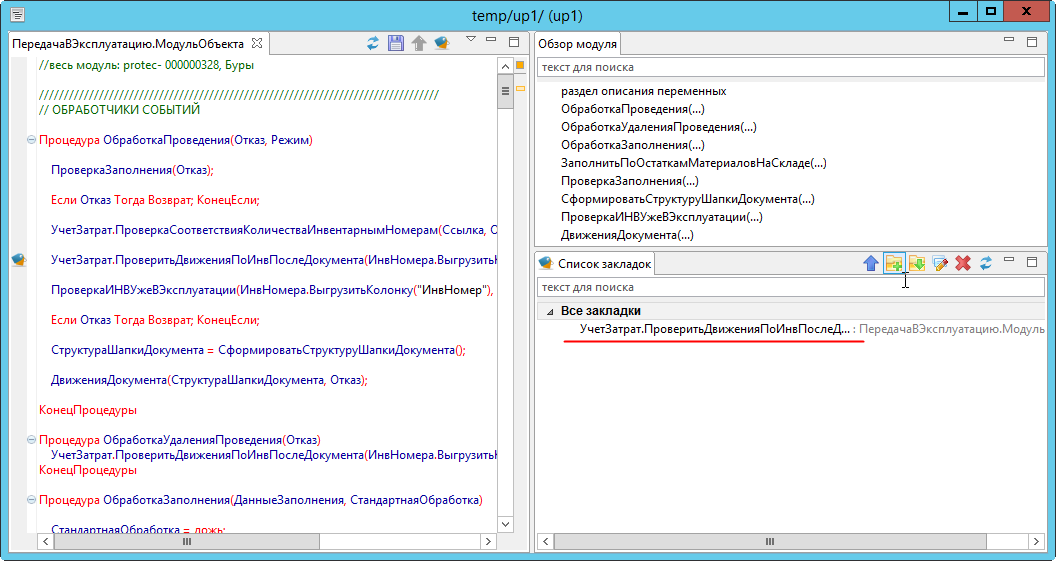 temp/up1/ (up1)
ПередачаВЭксплуатацию.МодульОбъекта
//весь модуль: protec- 000000328, Буры
////////////////////////////////////////////////////////////////////////////////
// ОБРАБОТЧИКИ СОБЫТИЙ
Процедура ОбработкаПроведения(Отказ, Режим)
ПроверкаЗаполнения(Отказ);
Если Отказ Тогда Возврат; КонецЕсли;
УчетЗатрат.ПроверкаСоответствияКоличестваИнвентарнымНомерам(Ссылка, О
УчетЗатрат.ПроверитьДвиженияПоИнвПослеДокумента(ИнвНомера.Выгрузитьк
ПроверкаИНВУжеВЭксплуатации(ИнвНомера.ВыгрузитьКолонку("ИнвНомер"),
Если Отказ Тогда Возврат; КонецЕсли;
СтруктураШапкиДокумента = СформироватьСтруктуруШапкиДокумента();
ДвиженияДокумента(СтруктураШапкиДокумента, Отказ);
КонецПроцедуры
Процедура ОбработкаУдаленияПроведения(Отказ)
УчетЗатрат.ПроверитьДвиженияПоИнвПослеДокумента(ИнвНомера.Выгрузитьк
КонецПроцедуры
Процедура ОбработкаЗаполнения(ДанныеЗаполнения, СтандартнаяОбработка)
СтандартнаяОбработка = ложь;
Обзор модуля
текст для поиска
раздел описания переменных
ОбработкаПроведения(...)
ОбработкаУдаленияПроведения(...)
ОбработкаЗаполнения(...)
ЗаполнитьПоОстаткамМатериаловНаСкладе(...)
ПроверкаЗаполнения(...)
СформироватьСтруктуруШапкиДокумента(...)
ПроверкаИНВУжеВЭксплуатации(...)
ДвиженияДокумента(...)
Список закладок
текст для поиска
Все закладки
УчетЗатрат.ПроверитьДвиженияПоИнвПослеД... : ПередачаВЭксплуатацию.Модуль